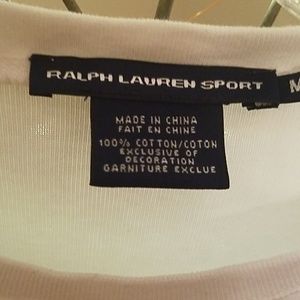 RALPH LAUREN SPORT
M
MADE IN CHINA
FAIT EN CHINE
100% COTTON/COTON
EXCLUSIVE OF
DECORATION
GARNITURE EXCLUE